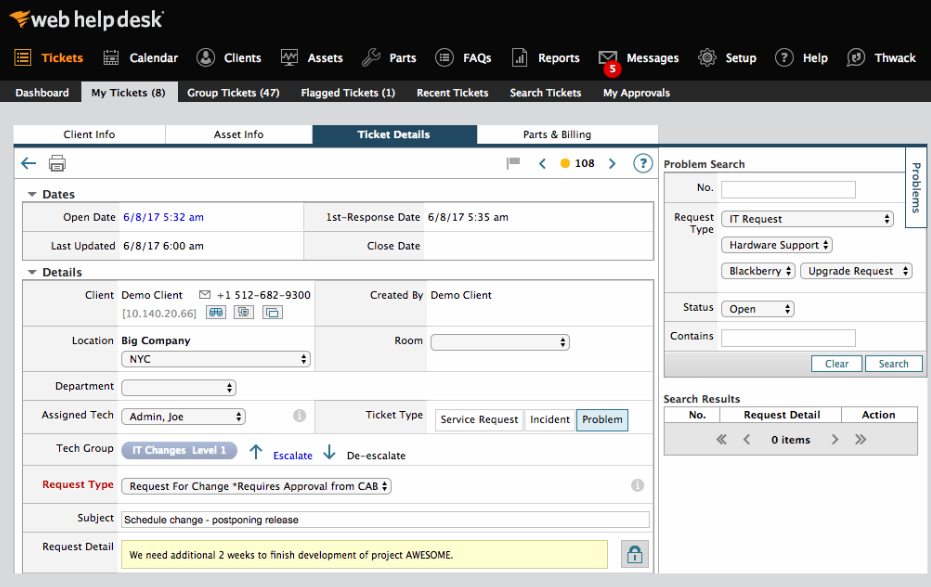 web help desk
Tickets Calendar Clients Assets Parts FAQs Reports 5 Messages Setup ? Help Thwack
Dashboard My Tickets (8) Group Tickets (47) Flagged Tickets (1) Recent Tickets Search Tickets My Approvals
Client Info Asset Info Ticket Details Parts & Billing
108 ?
Dates
Open Date 6/8/17 5:32 am 1st-Response Date 6/8/17 5:35 am
Last Updated 6/8/17 6:00 am Close Date
Details
Client Demo Client +1 512-682-9300 Created By Demo Client
[10.140.20.66]
Location Big Company Room
NYC
Department
Assigned Tech Admin, Joe Ticket Type Service Request Incident Problem
Tech Group IT Changes Level 1 Escalate De-escalate
Request Type Request For Change *Requires Approval from CAB
Subject Schedule change - postponing release
Request Detail We need additional 2 weeks to finish development of project AWESOME.
Problem Search
Problems
No.
Request Type IT Request
Hardware Support
Blackberry Upgrade Request
Status Open
Contains
Clear Search
Search Results
No. Request Detail Action
0 items